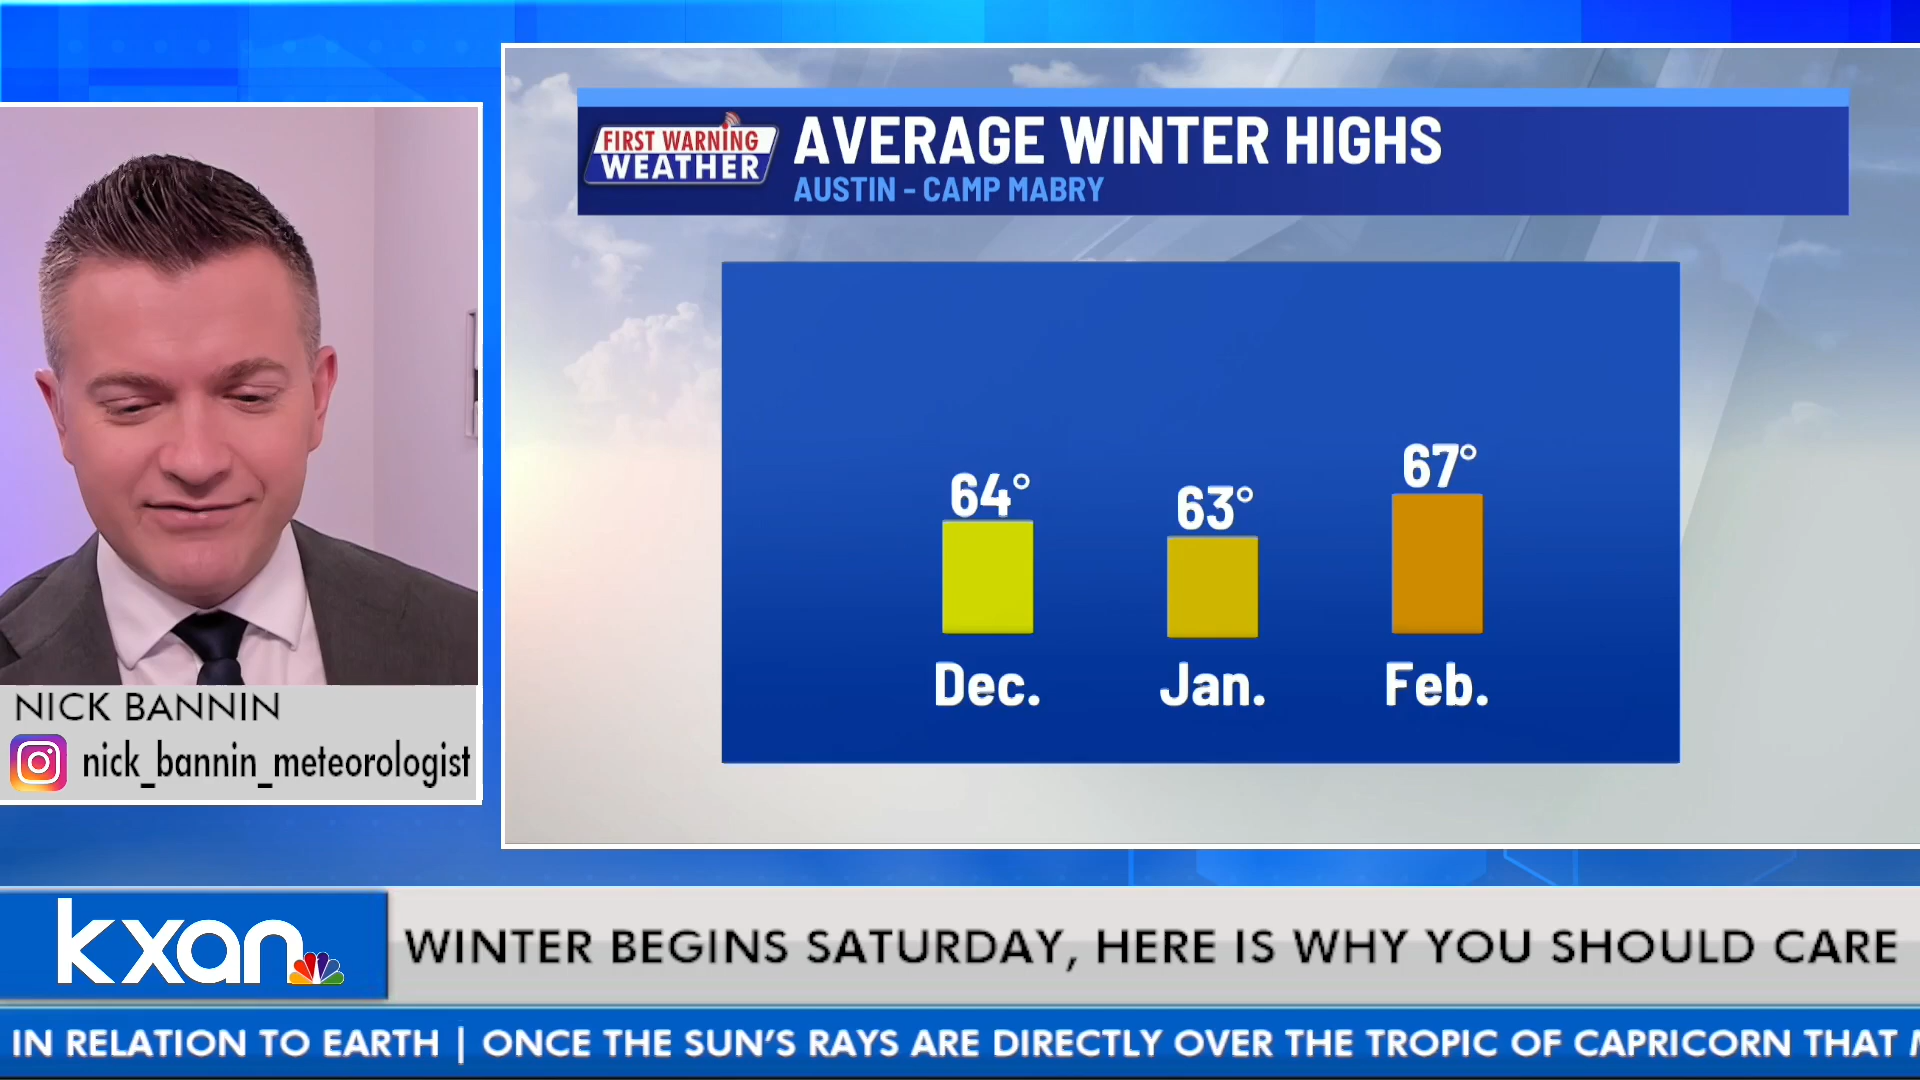 FIRST WARNING
WEATHER
AVERAGE WINTER HIGHS
AUSTIN - CAMP MABRY
64°
63°
67°
Dec.
Jan.
Feb.
NICK BANNIN
nick_bannin_meteorologist
kxan
WINTER BEGINS SATURDAY, HERE IS WHY YOU SHOULD CARE
IN RELATION TO EARTH | ONCE THE SUN'S RAYS ARE DIRECTLY OVER THE TROPIC OF CAPRICORN THAT